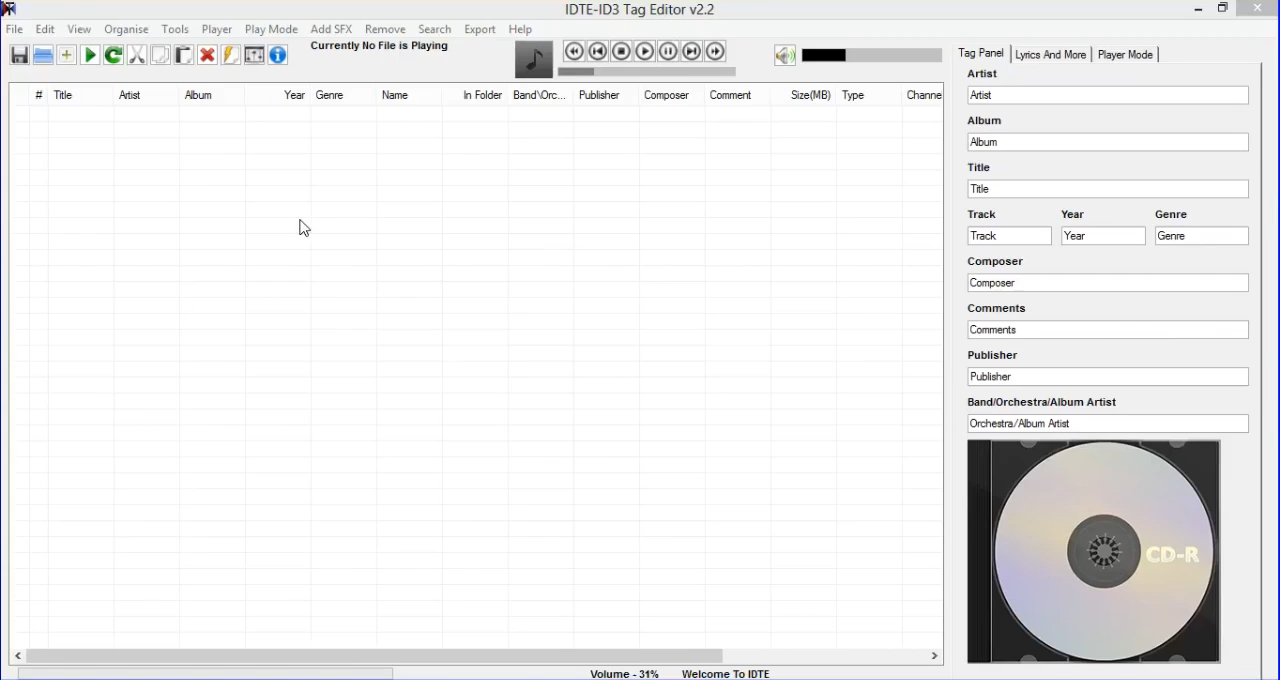 IDTE-ID3 Tag Editor v2.2
File Edit View Organise Tools Player Play Mode Add SFX Remove Search Export Help
Currently No File is Playing
Tag Panel Lyrics And More Player Mode
# Title Artist Album Year Genre Name In Folder Band\Orc... Publisher Composer Comment Size(MB) Type Channe
Artist
Artist
Album
Album
Title
Title
Track Year Genre
Track Year Genre
Composer
Composer
Comments
Comments
Publisher
Publisher
Band/Orchestra/Album Artist
Orchestra/Album Artist
CD-R
Volume - 31% Welcome To IDTE